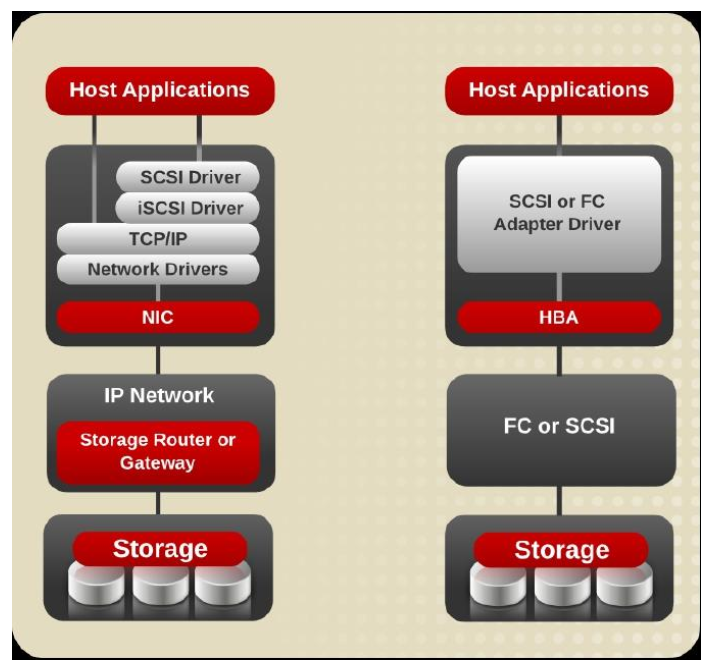 Host Applications
SCSI Driver
iSCSI Driver
TCP/IP
Network Drivers
NIC
IP Network
Storage Router or
Gateway
Storage
Host Applications
SCSI or FC
Adapter Driver
HBA
FC or SCSI
Storage